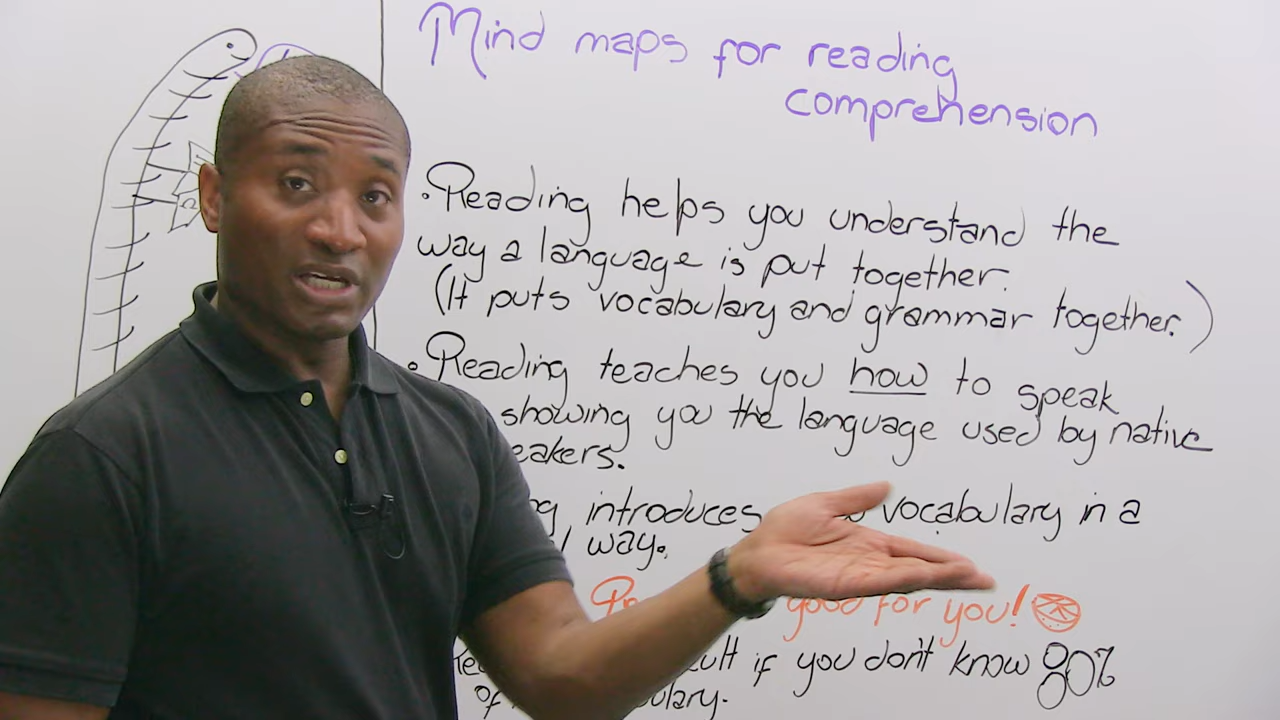 Mind maps for reading
comprehension
• Reading helps you understand the
way a language is put together.
(It puts vocabulary and grammar together.)
• Reading teaches you how to speak
showing you the language used by native
eakers.
introduces vocabulary in a
way.
good for you!
if you don't know 80%
of